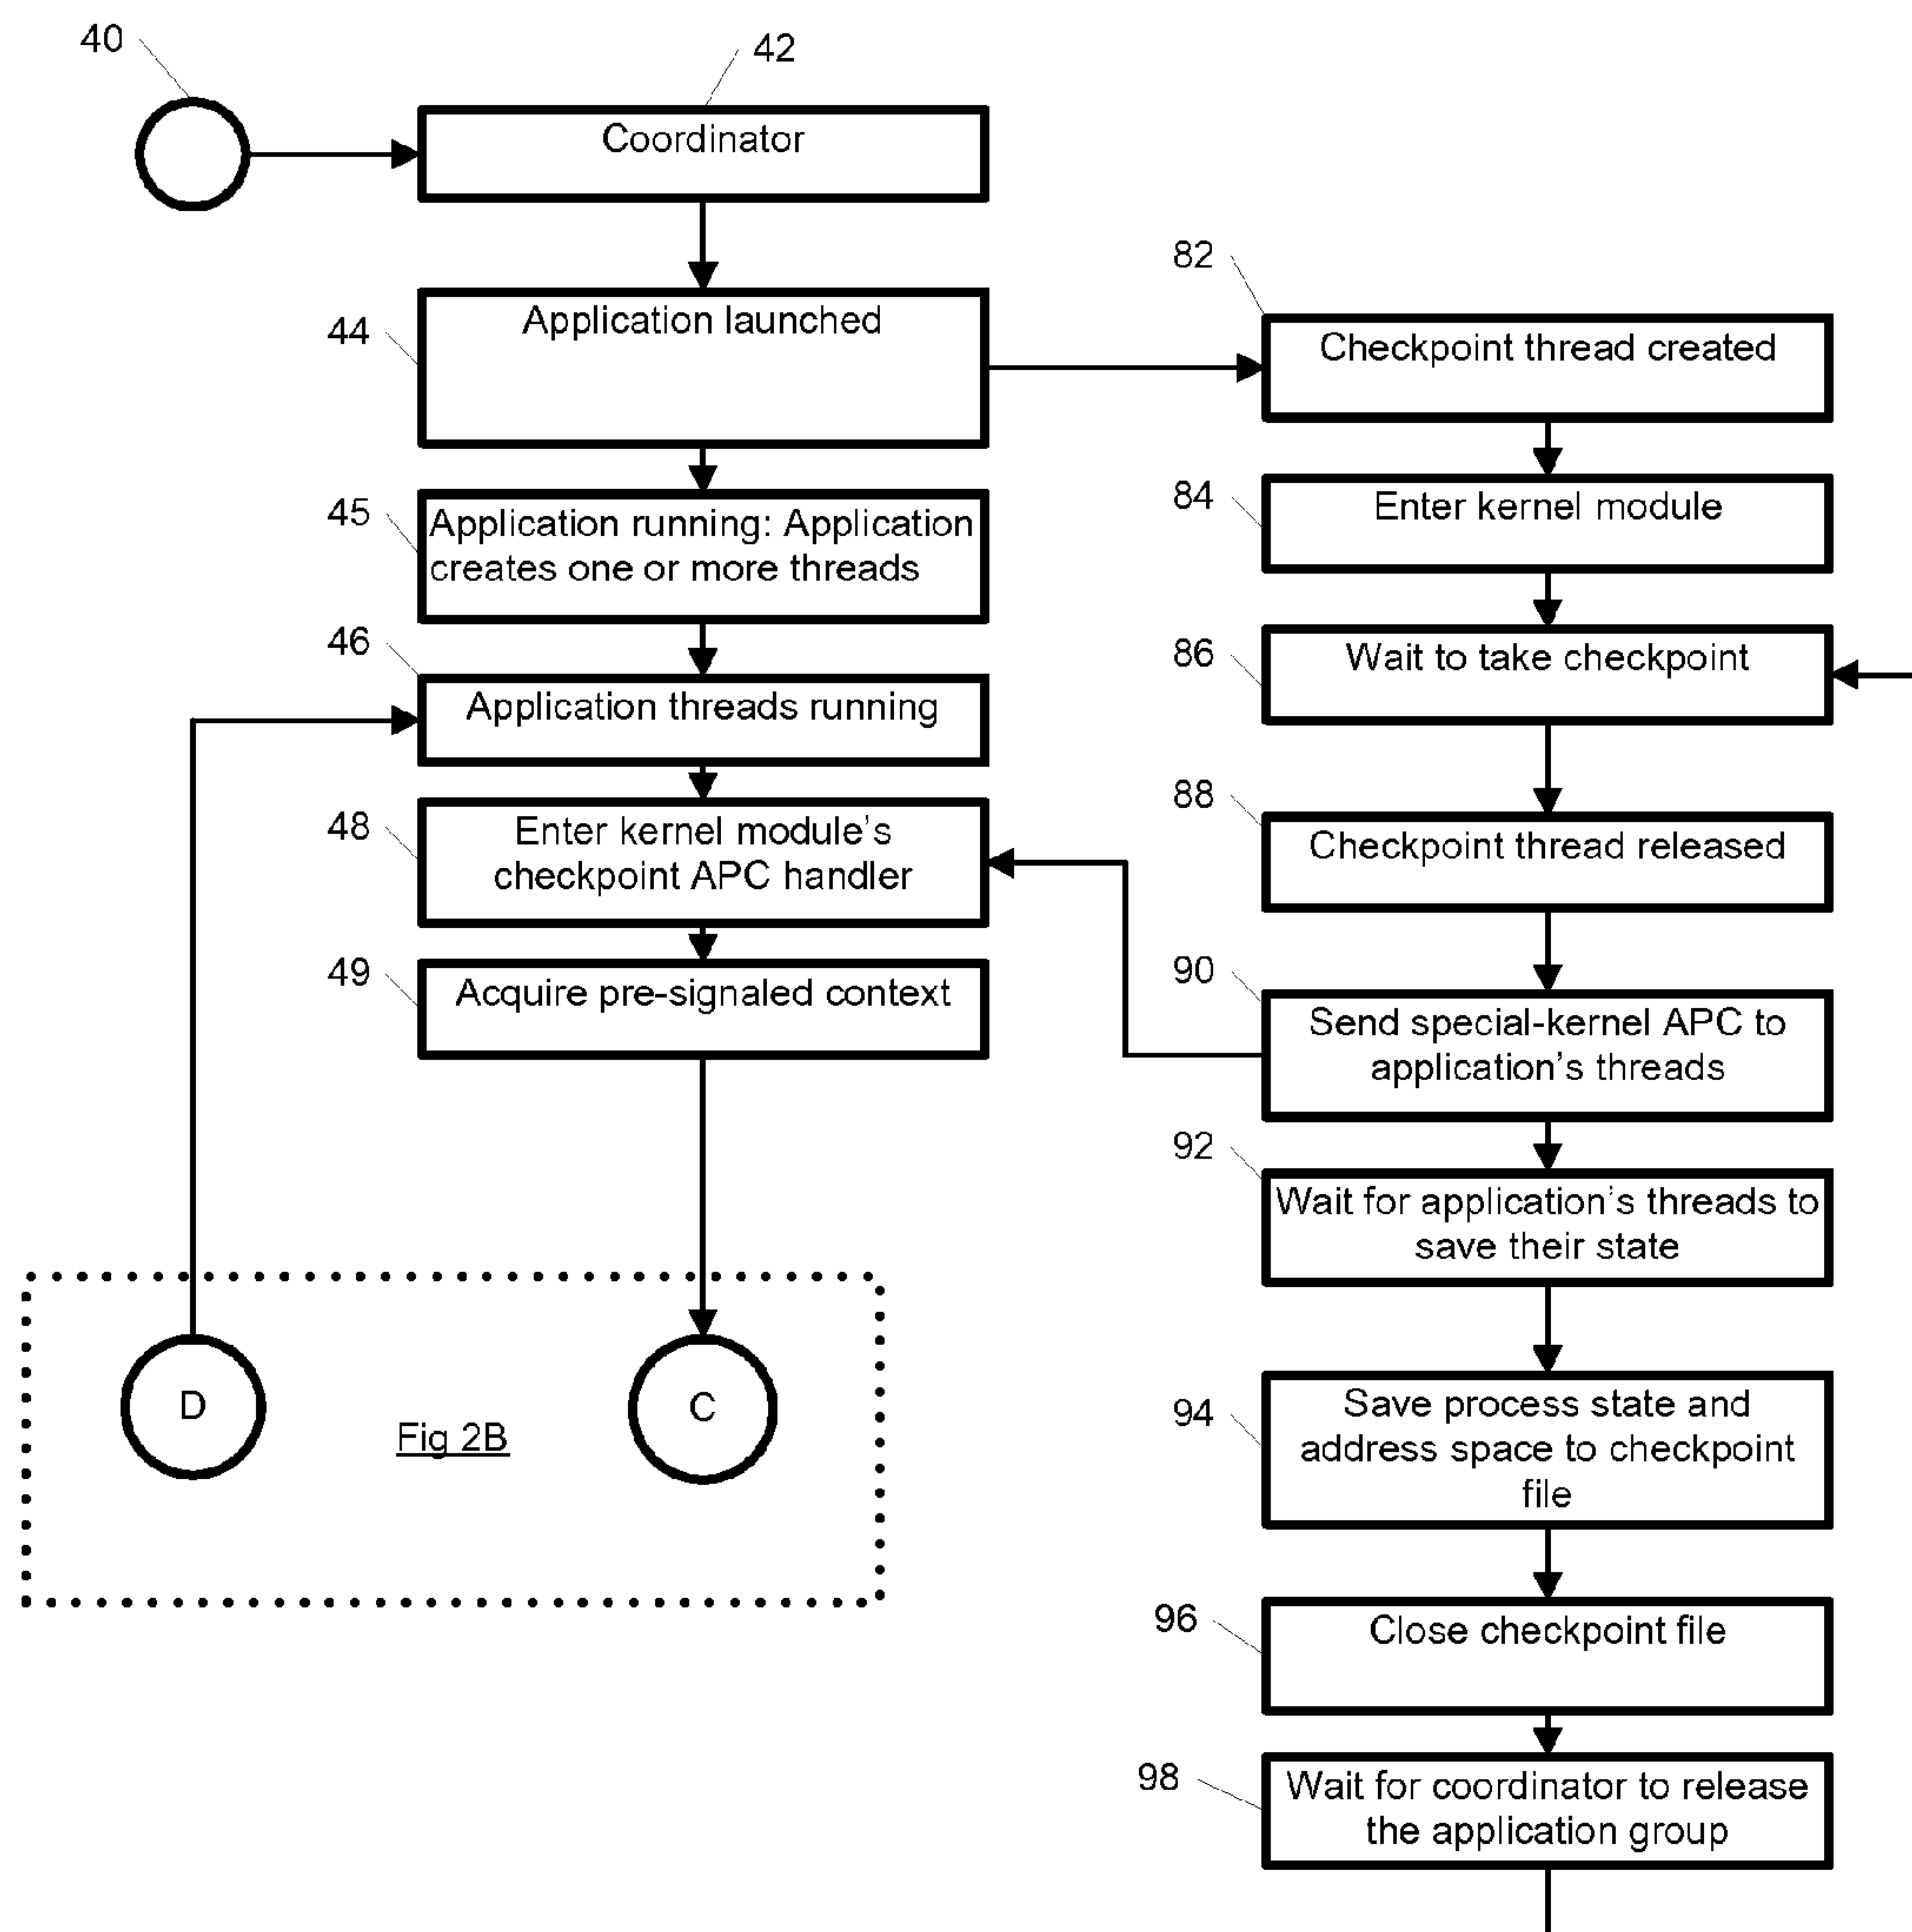 40
42
Coordinator
44
Application launched
45
Application running: Application
creates one or more threads
46
Application threads running
48
Enter kernel module's
checkpoint APC handler
49
Acquire pre-signaled context
D
Fig 2B
C
82
Checkpoint thread created
84
Enter kernel module
86
Wait to take checkpoint
88
Checkpoint thread released
90
Send special-kernel APC to
application's threads
92
Wait for application's threads to
save their state
94
Save process state and
address space to checkpoint
file
96
Close checkpoint file
98
Wait for coordinator to release
the application group